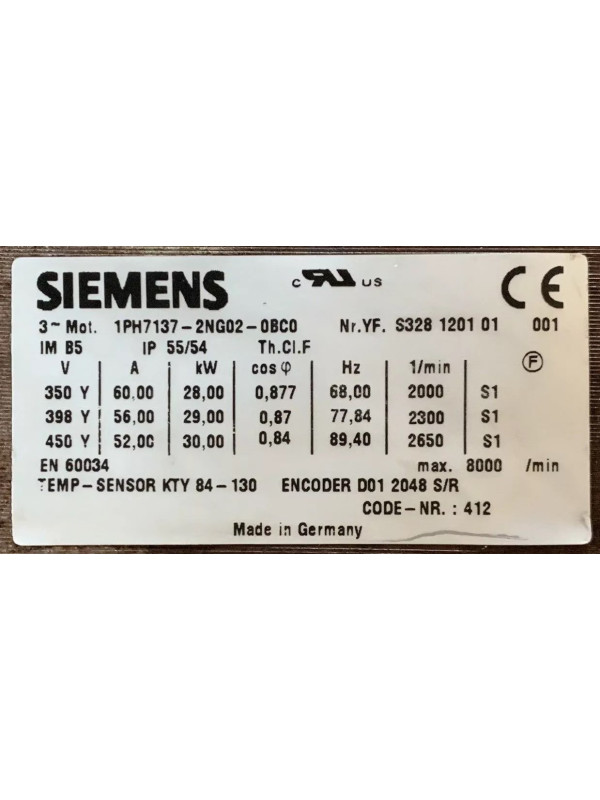 SIEMENS c RU US CE
3~Mot. 1PH7137-2NG02-0BC0 Nr.YF. S328 1201 01 001
IM B5 IP 55/54 Th.Cl.F
V A kW cos φ Hz 1/min F
350 Y 60,00 28,00 0,877 68,00 2000 S1
398 Y 56,00 29,00 0,87 77,84 2300 S1
450 Y 52,00 30,00 0,84 89,40 2650 S1
EN 60034 max. 8000 /min
TEMP-SENSOR KTY 84-130 ENCODER D01 2048 S/R
CODE-NR. : 412
Made in Germany